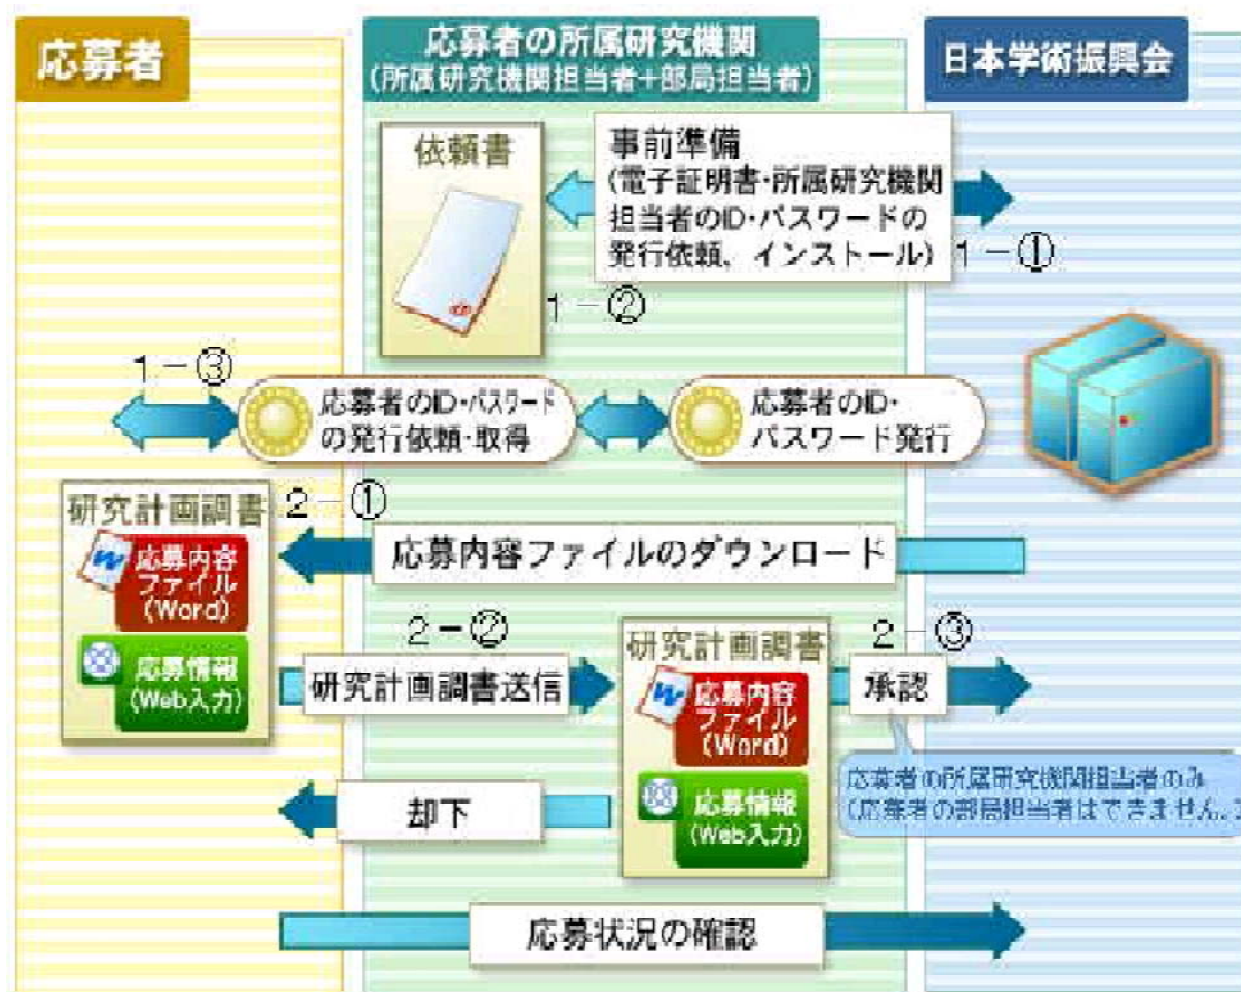 応募者
応募者の所属研究機関
(所属研究機関担当者+部局担当者)
日本学術振興会
依頼書
事前準備
(電子証明書・所属研究機関
担当者のID・パスワードの
発行依頼、インストール)
1-①
1-②
1-③
応募者のID・パスワード
の発行依頼・取得
応募者のID・
パスワード発行
研究計画調書
2-①
応募内容
ファイル
(Word)
応募情報
(Web入力)
応募内容ファイルのダウンロード
2-②
研究計画調書送信
研究計画調書
応募内容
ファイル
(Word)
応募情報
(Web入力)
2-③
承認
応募者の所属研究機関担当者のみ
(応募者の部局担当者はできません。)
却下
応募状況の確認